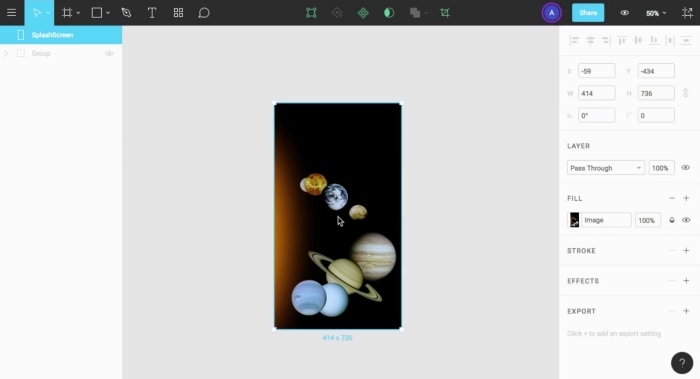 A
Share
50%
SplashScreen
Group
X -59 Y -434
W 414 H 736
0° 0
LAYER
Pass Through 100%
FILL
Image 100%
STROKE
EFFECTS
EXPORT
Click + to add an export setting
414 x 736
?